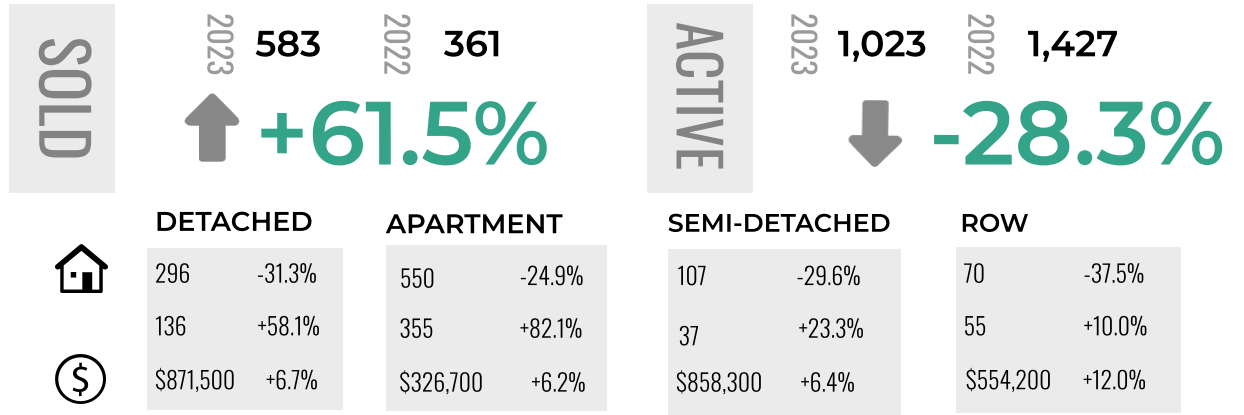 SOLD
2023 583 2022 361
+61.5%
ACTIVE
2023 1,023 2022 1,427
-28.3%
DETACHED
296 -31.3%
136 +58.1%
$871,500 +6.7%
APARTMENT
550 -24.9%
355 +82.1%
$326,700 +6.2%
SEMI-DETACHED
107 -29.6%
37 +23.3%
$858,300 +6.4%
ROW
70 -37.5%
55 +10.0%
$554,200 +12.0%
$